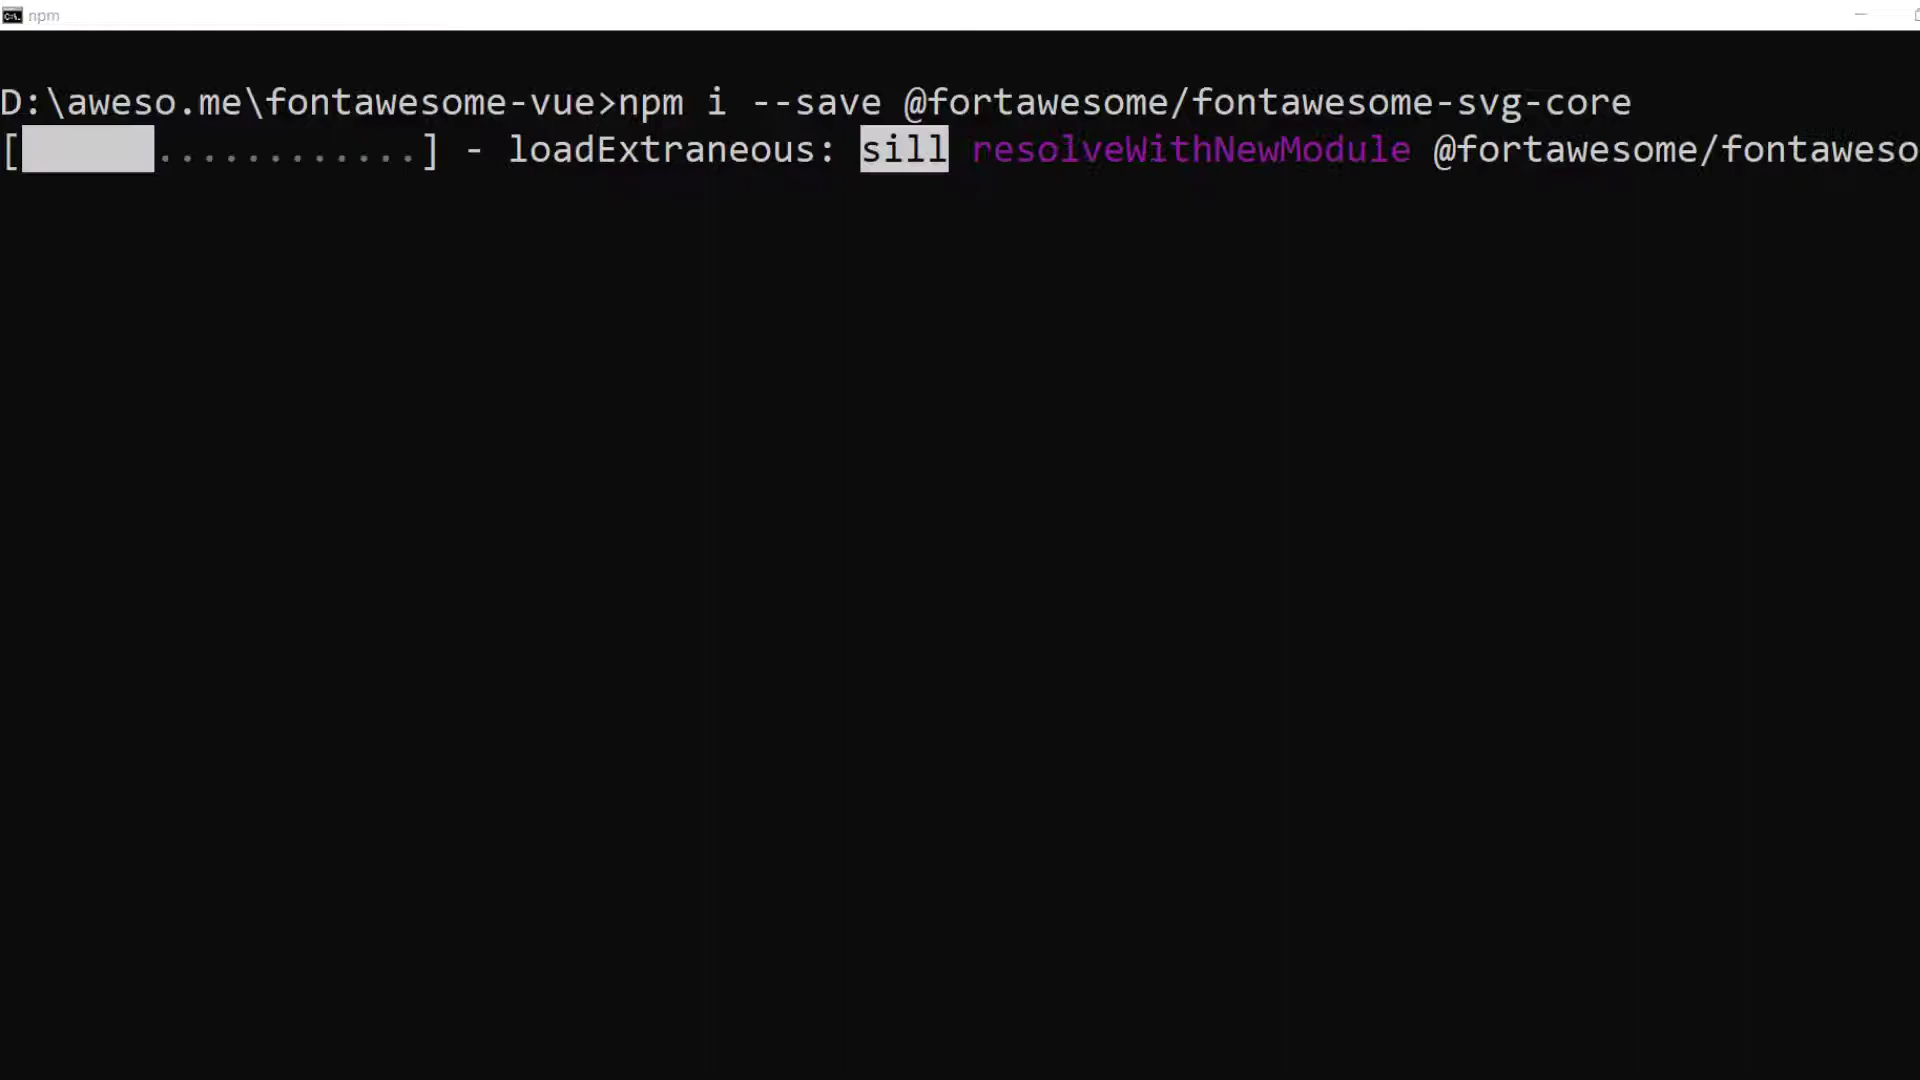 npm
D:\aweso.me\fontawesome-vue>npm i --save @fortawesome/fontawesome-svg-core
[......○............] - loadExtraneous: sill resolveWithNewModule @fortawesome/fontaweso